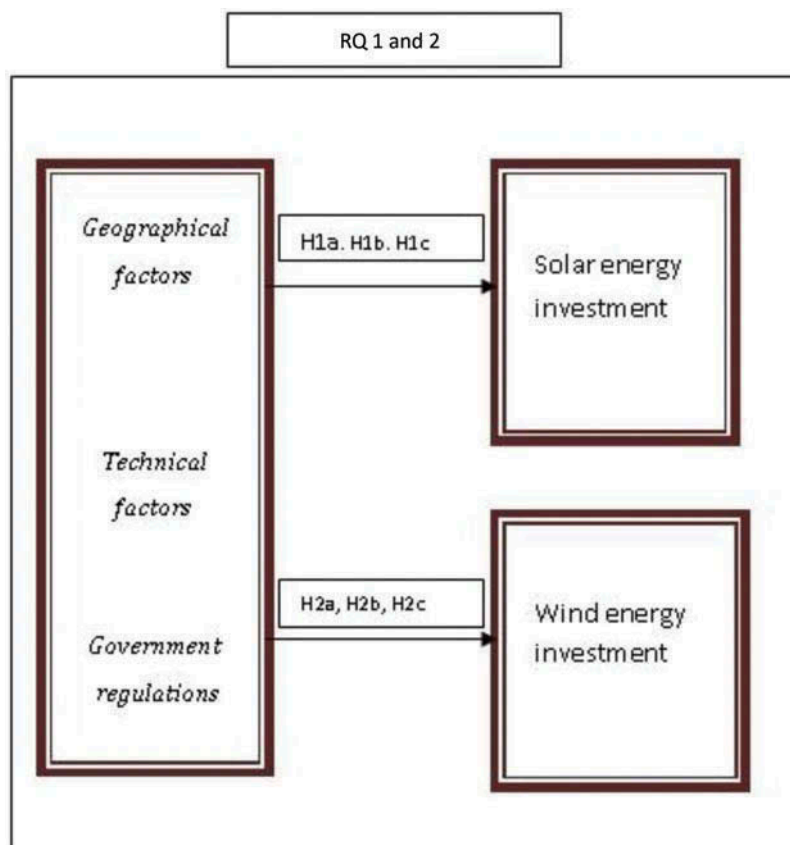 RQ 1 and 2
Geographical
factors
H1a. H1b. H1c
Solar energy
investment
Technical
factors
H2a, H2b, H2c
Wind energy
investment
Government
regulations